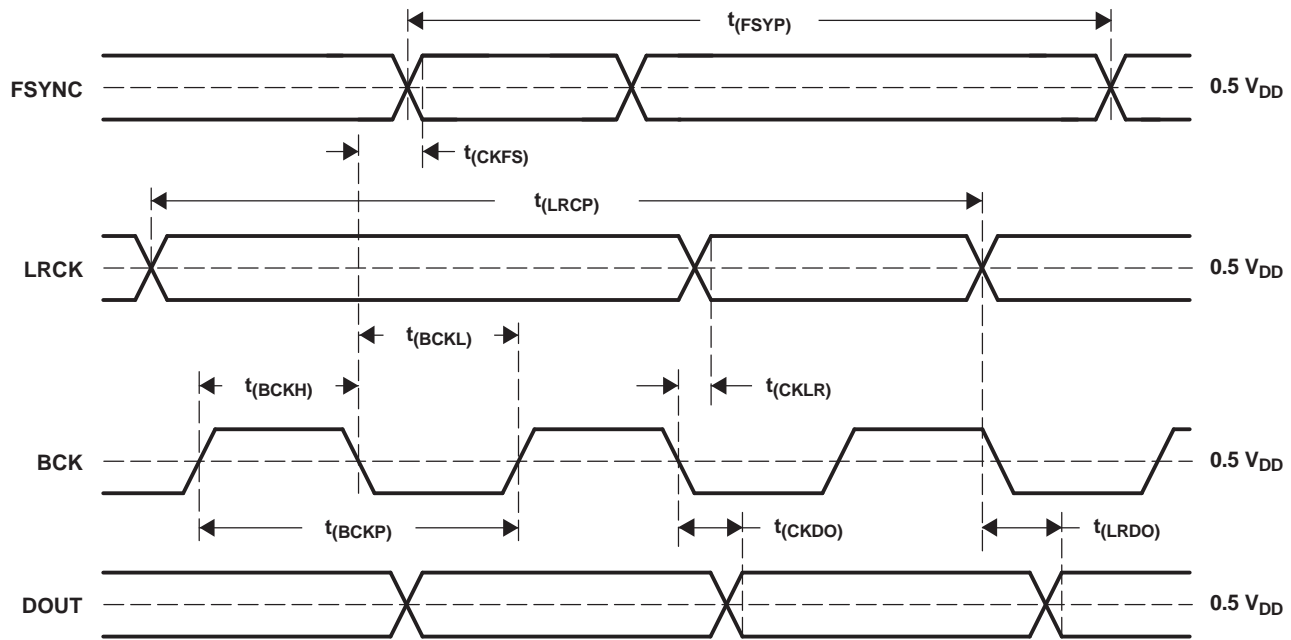 t(FSYP)
FSYNC
0.5 VDD
t(CKFS)
t(LRCP)
LRCK
0.5 VDD
t(BCKL)
t(BCKH)
t(CKLR)
BCK
0.5 VDD
t(BCKP)
t(CKDO)
t(LRDO)
DOUT
0.5 VDD